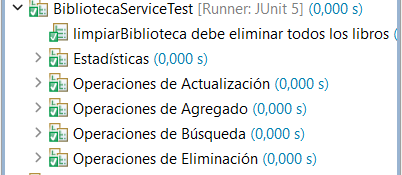 BibliotecaServiceTest [Runner: JUnit 5] (0,000 s)
limpiarBiblioteca debe eliminar todos los libros (
Estadísticas (0,000 s)
Operaciones de Actualización (0,000 s)
Operaciones de Agregado (0,000 s)
Operaciones de Búsqueda (0,000 s)
Operaciones de Eliminación (0,000 s)